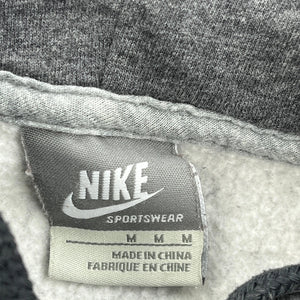 NIKE
SPORTSWEAR
M M M
MADE IN CHINA
FABRIQUE EN CHINE